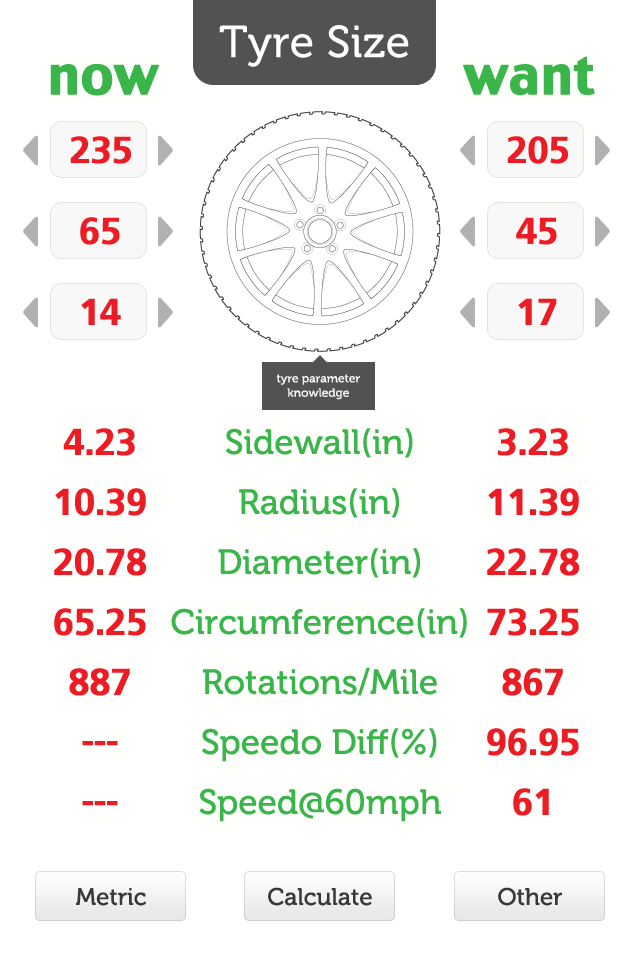 Tyre Size
now
want
235
205
65
45
14
17
tyre parameter
knowledge
4.23 Sidewall(in) 3.23
10.39 Radius(in) 11.39
20.78 Diameter(in) 22.78
65.25 Circumference(in) 73.25
887 Rotations/Mile 867
--- Speedo Diff(%) 96.95
--- Speed@60mph 61
Metric Calculate Other